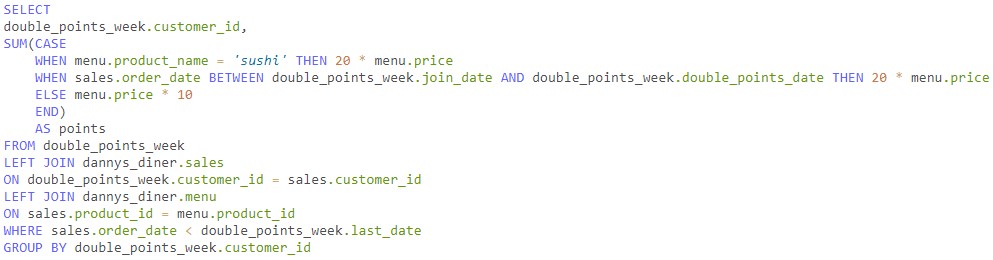 SELECT
double_points_week.customer_id,
SUM(CASE
    WHEN menu.product_name = 'sushi' THEN 20 * menu.price
    WHEN sales.order_date BETWEEN double_points_week.join_date AND double_points_week.double_points_date THEN 20 * menu.price
    ELSE menu.price * 10
    END)
    AS points
FROM double_points_week
LEFT JOIN dannys_diner.sales
ON double_points_week.customer_id = sales.customer_id
LEFT JOIN dannys_diner.menu
ON sales.product_id = menu.product_id
WHERE sales.order_date < double_points_week.last_date
GROUP BY double_points_week.customer_id